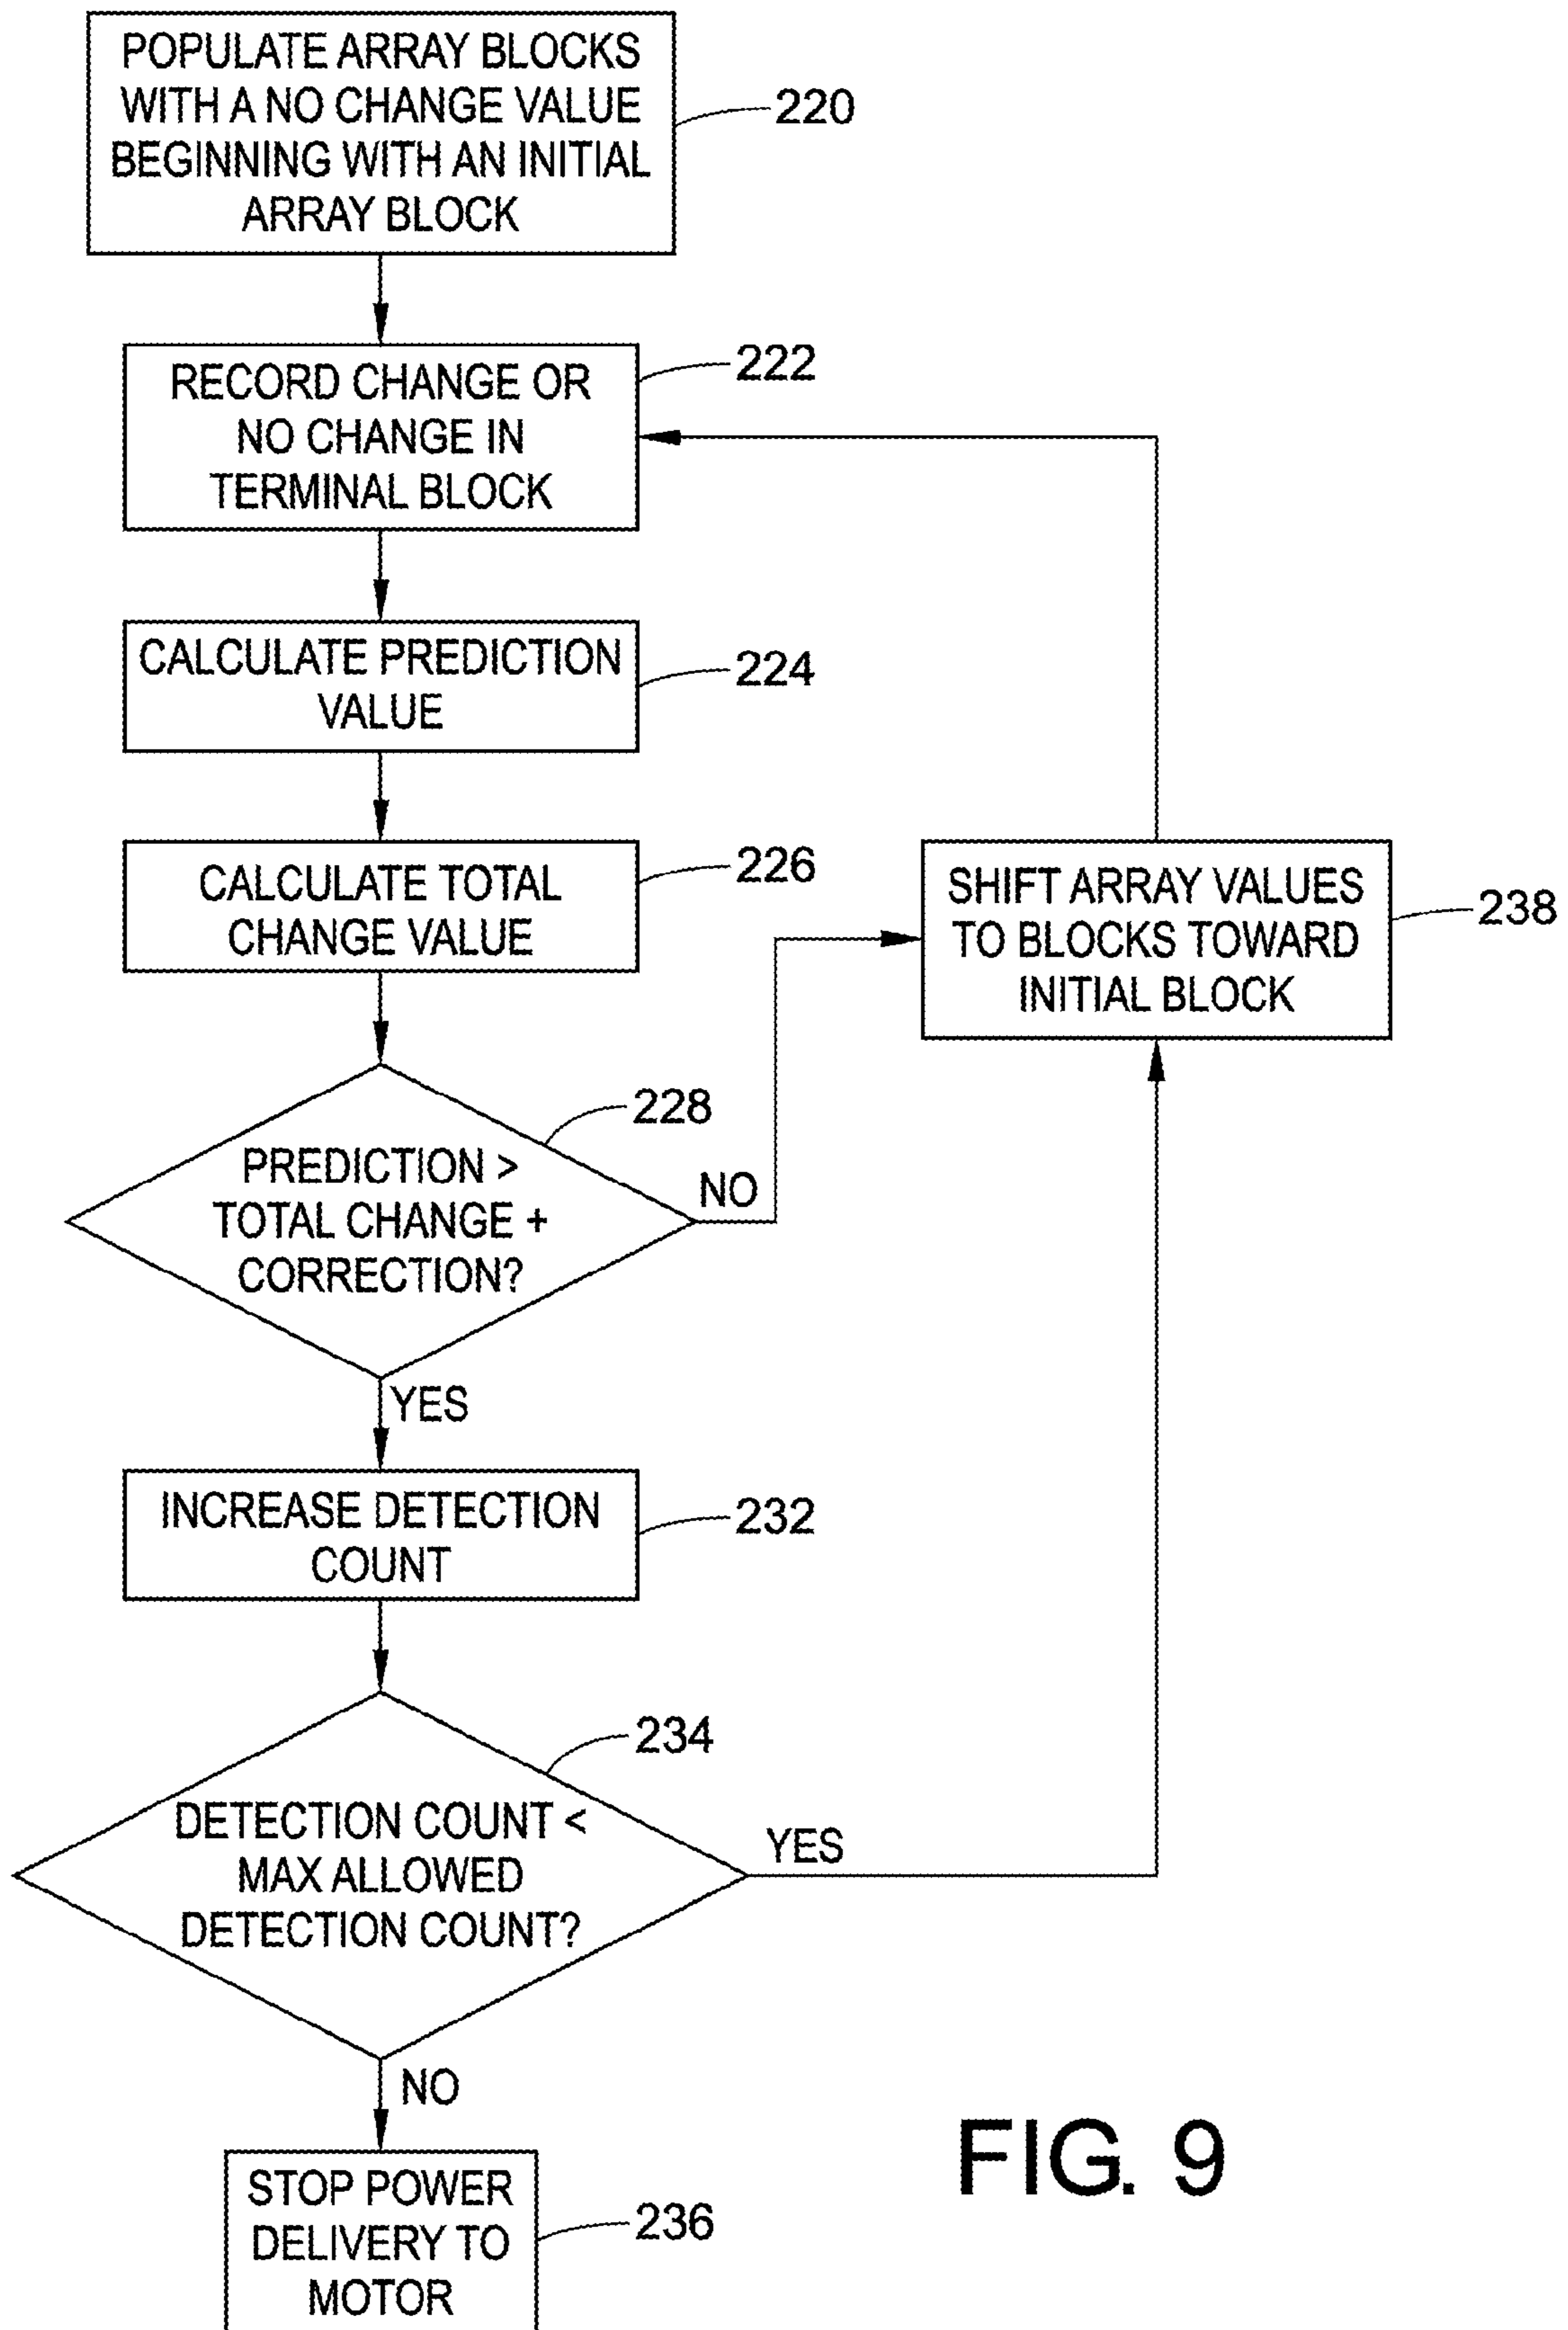 POPULATE ARRAY BLOCKS
WITH A NO CHANGE VALUE
BEGINNING WITH AN INITIAL
ARRAY BLOCK
220
RECORD CHANGE OR
NO CHANGE IN
TERMINAL BLOCK
222
CALCULATE PREDICTION
VALUE
224
CALCULATE TOTAL
CHANGE VALUE
226
SHIFT ARRAY VALUES
TO BLOCKS TOWARD
INITIAL BLOCK
238
PREDICTION >
TOTAL CHANGE +
CORRECTION?
228
NO
YES
INCREASE DETECTION
COUNT
232
DETECTION COUNT <
MAX ALLOWED
DETECTION COUNT?
234
YES
NO
STOP POWER
DELIVERY TO
MOTOR
236
FIG. 9